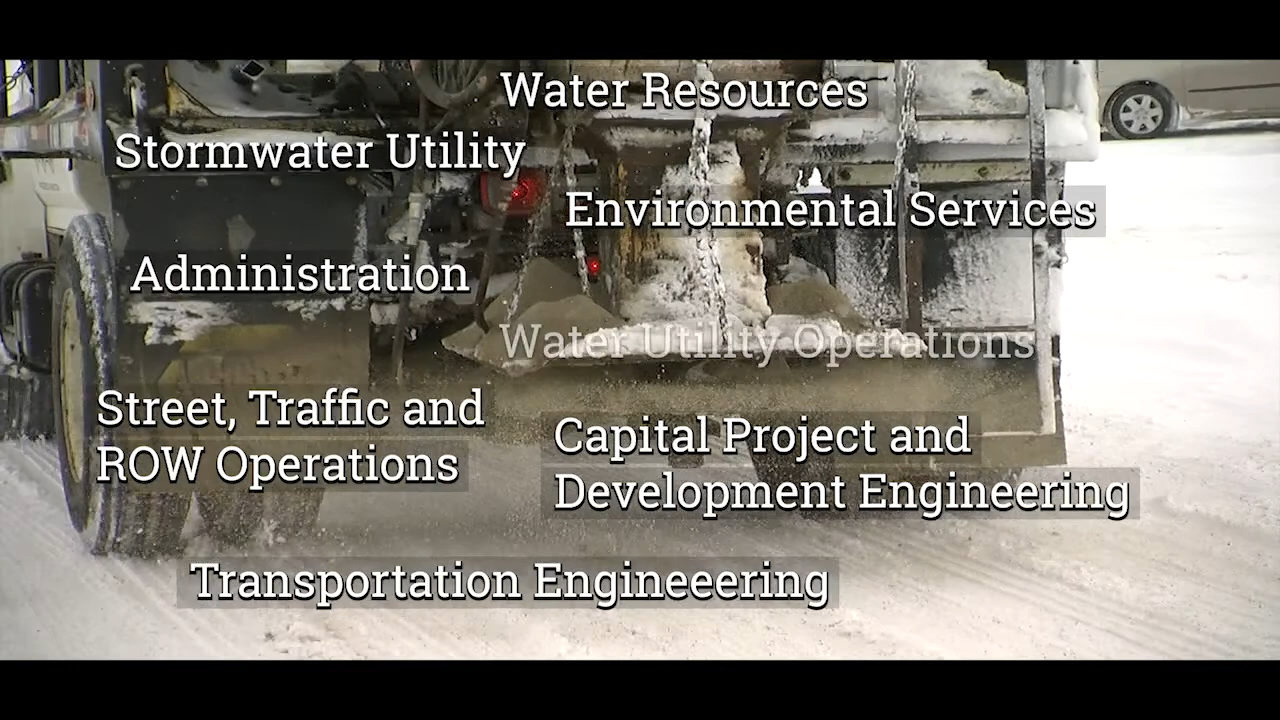 Water Resources
Stormwater Utility
Environmental Services
Administration
Water Utility Operations
Street, Traffic and
ROW Operations
Capital Project and
Development Engineering
Transportation Engineeering